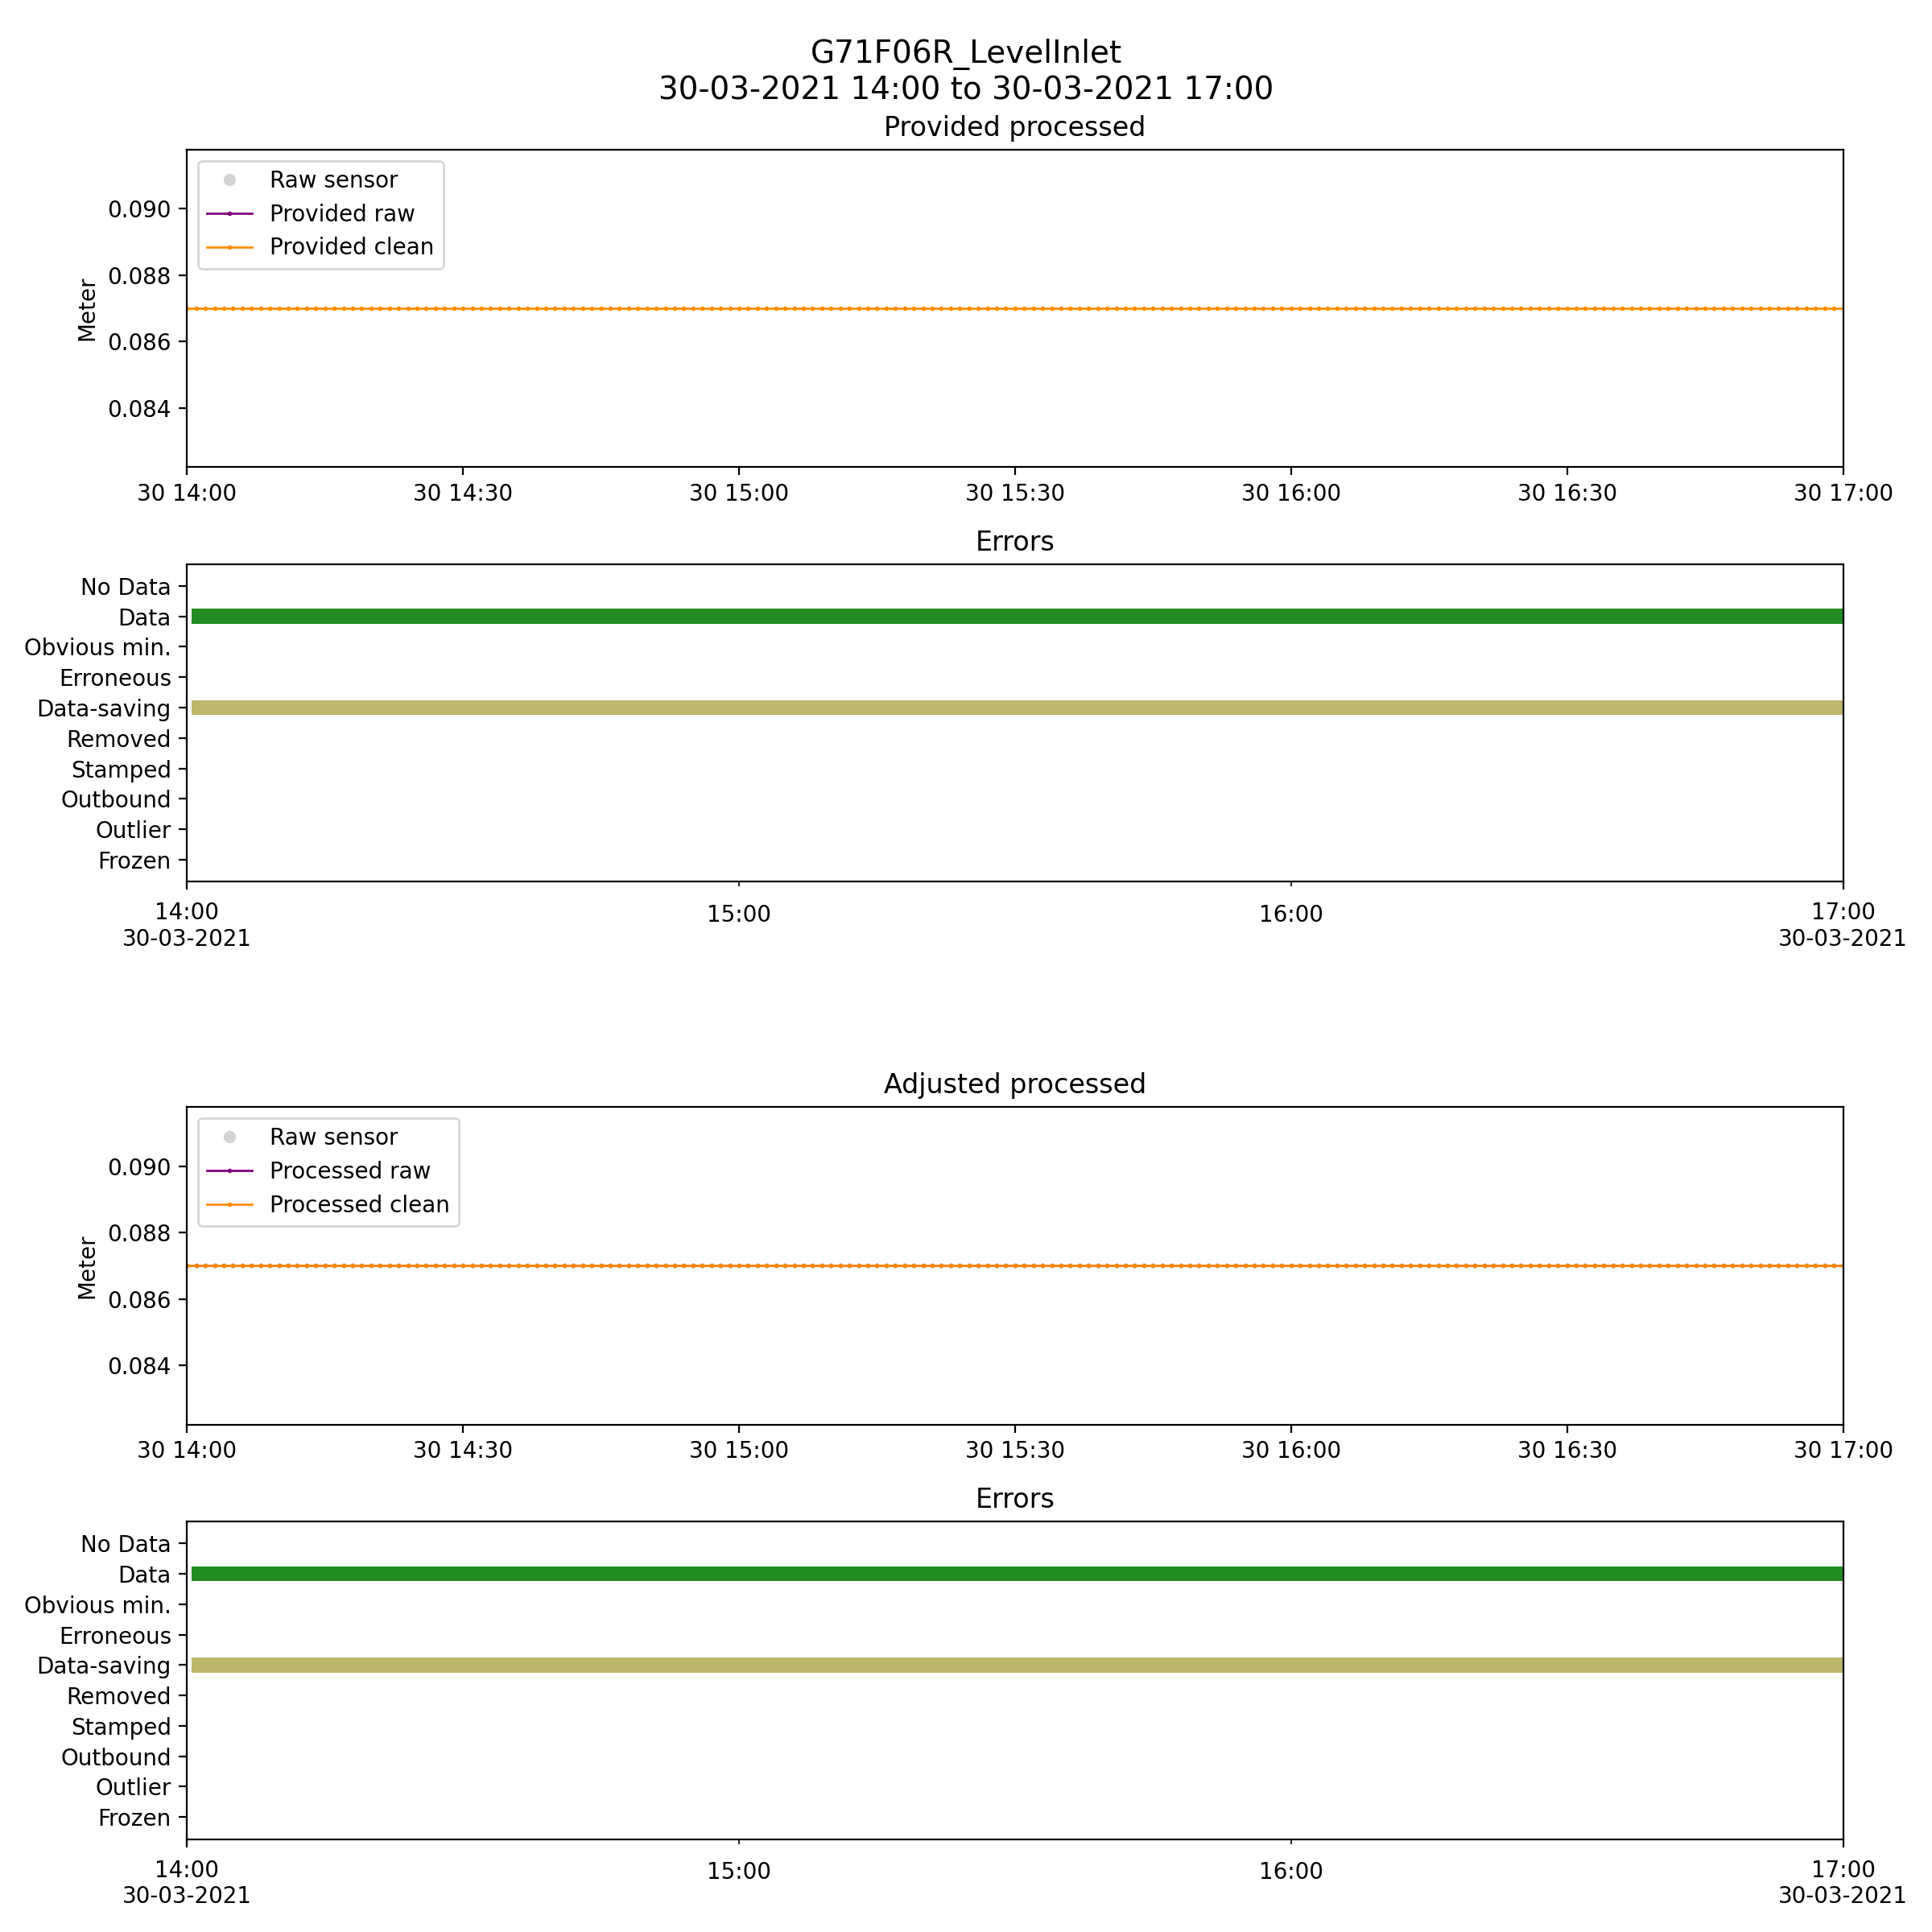 G71F06R_LevelInlet
30-03-2021 14:00 to 30-03-2021 17:00
Provided processed
Raw sensor
Provided raw
Provided clean
Meter
0.090
0.088
0.086
0.084
30 14:00 30 14:30 30 15:00 30 15:30 30 16:00 30 16:30 30 17:00
Errors
No Data
Data
Obvious min.
Erroneous
Data-saving
Removed
Stamped
Outbound
Outlier
Frozen
14:00 15:00 16:00 17:00
30-03-2021 30-03-2021
Adjusted processed
Raw sensor
Processed raw
Processed clean
Meter
0.090
0.088
0.086
0.084
30 14:00 30 14:30 30 15:00 30 15:30 30 16:00 30 16:30 30 17:00
Errors
No Data
Data
Obvious min.
Erroneous
Data-saving
Removed
Stamped
Outbound
Outlier
Frozen
14:00 15:00 16:00 17:00
30-03-2021 30-03-2021